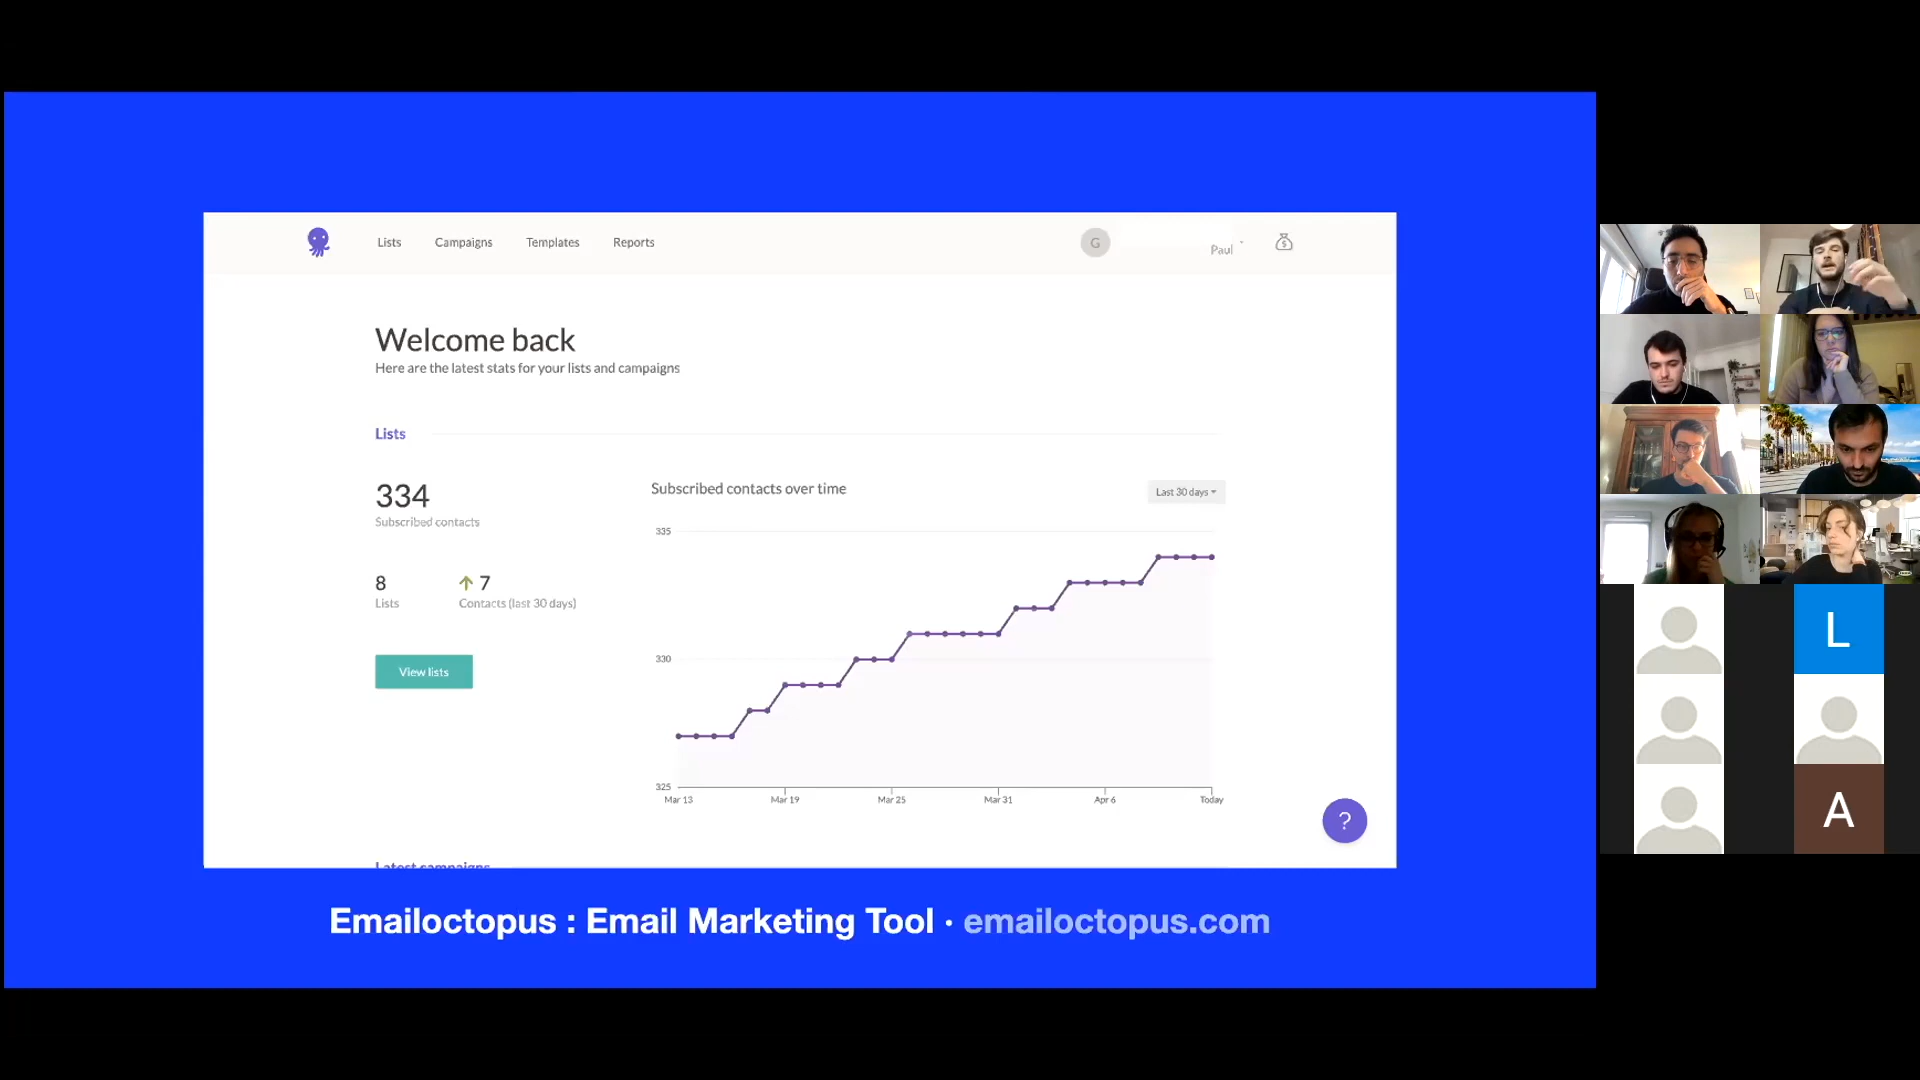 Lists Campaigns Templates Reports
G Paul
Welcome back
Here are the latest stats for your lists and campaigns
Lists
334
Subscribed contacts
8
Lists
7
Contacts (last 30 days)
View lists
Subscribed contacts over time
Last 30 days
335
330
325
Mar 13 Mar 19 Mar 25 Mar 31 Apr 6 Today
?
Latest campaigns
Emailoctopus : Email Marketing Tool · emailoctopus.com
L
A